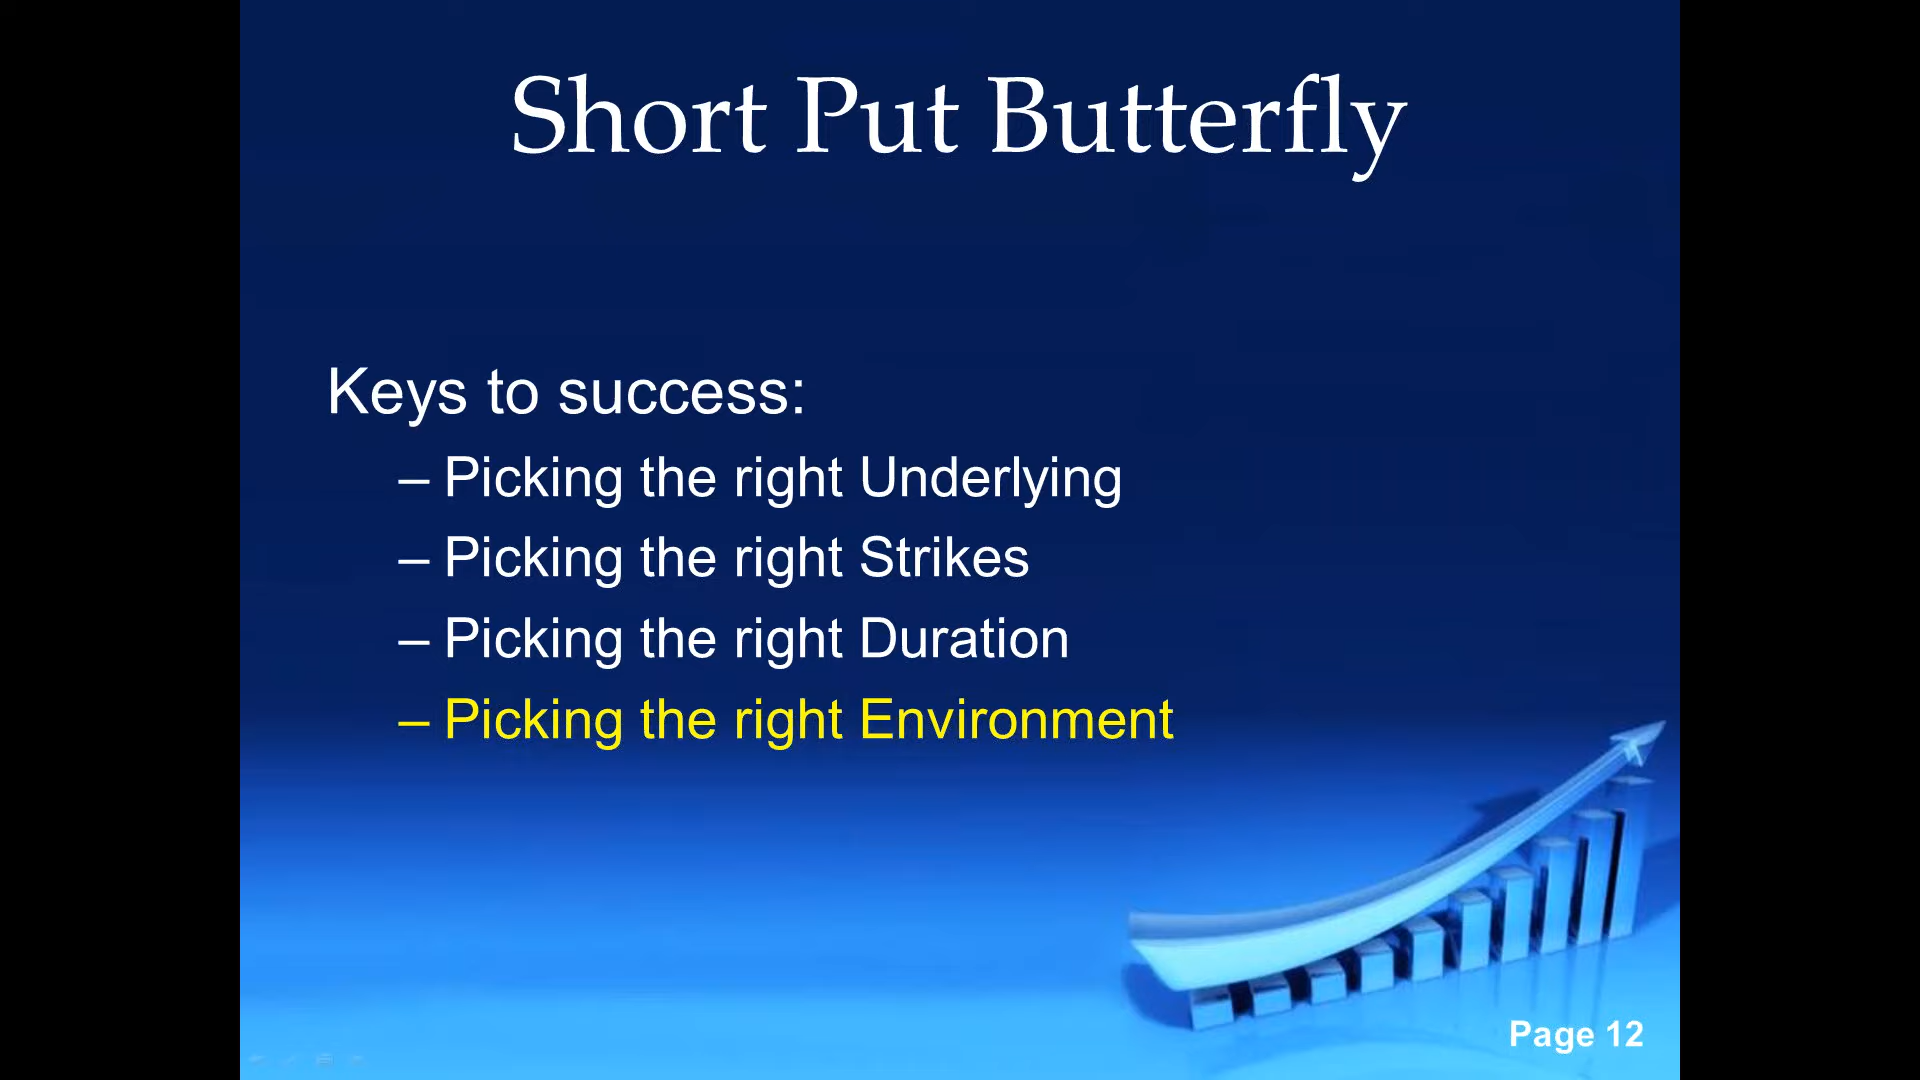 Short Put Butterfly
Keys to success:
– Picking the right Underlying
– Picking the right Strikes
– Picking the right Duration
– Picking the right Environment
Page 12